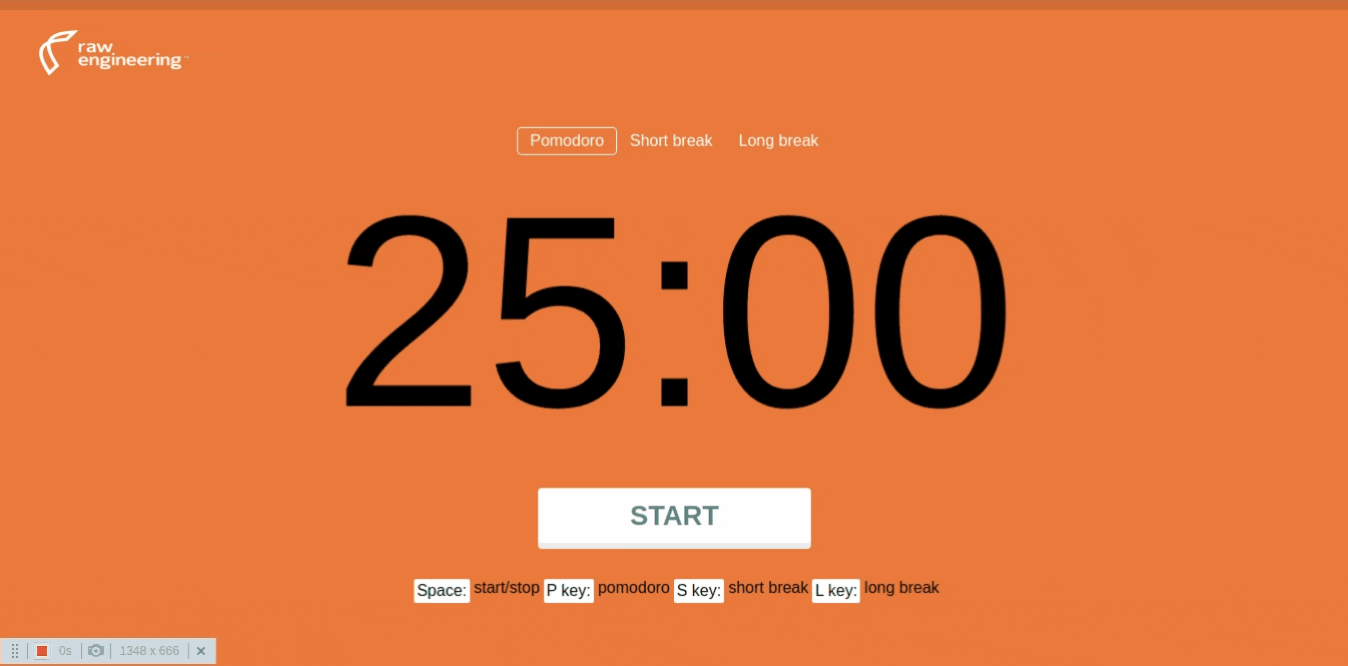 raw
engineering™
Pomodoro Short break Long break
25:00
START
Space: start/stop P key: pomodoro S key: short break L key: long break
0s 1348 x 666